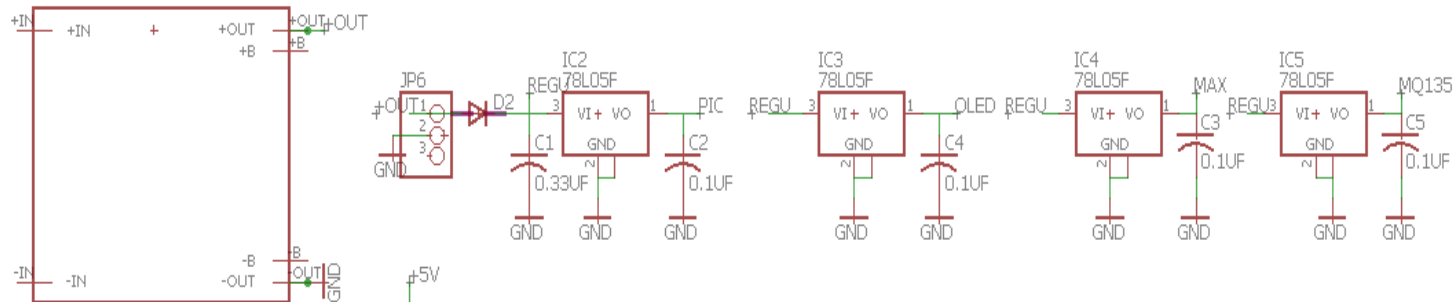 +IN
+IN
+
+OUT
+OUT
+OUT
+B
+B
-B
-B
-IN
-IN
-OUT
-OUT
GND
JP6
+OUT
1
2
3
GND
D2
REGU
C1
0.33UF
GND
IC2
78L05F
3
VI+ VO
1
GND
2
GND
PIC
C2
0.1UF
GND
IC3
78L05F
REGU
3
VI+ VO
1
GND
2
GND
OLED
C4
0.1UF
GND
IC4
78L05F
REGU
3
VI+ VO
1
GND
2
GND
MAX
C3
0.1UF
GND
IC5
78L05F
REGU
3
VI+ VO
1
GND
2
GND
MQ135
C5
0.1UF
GND
+5V